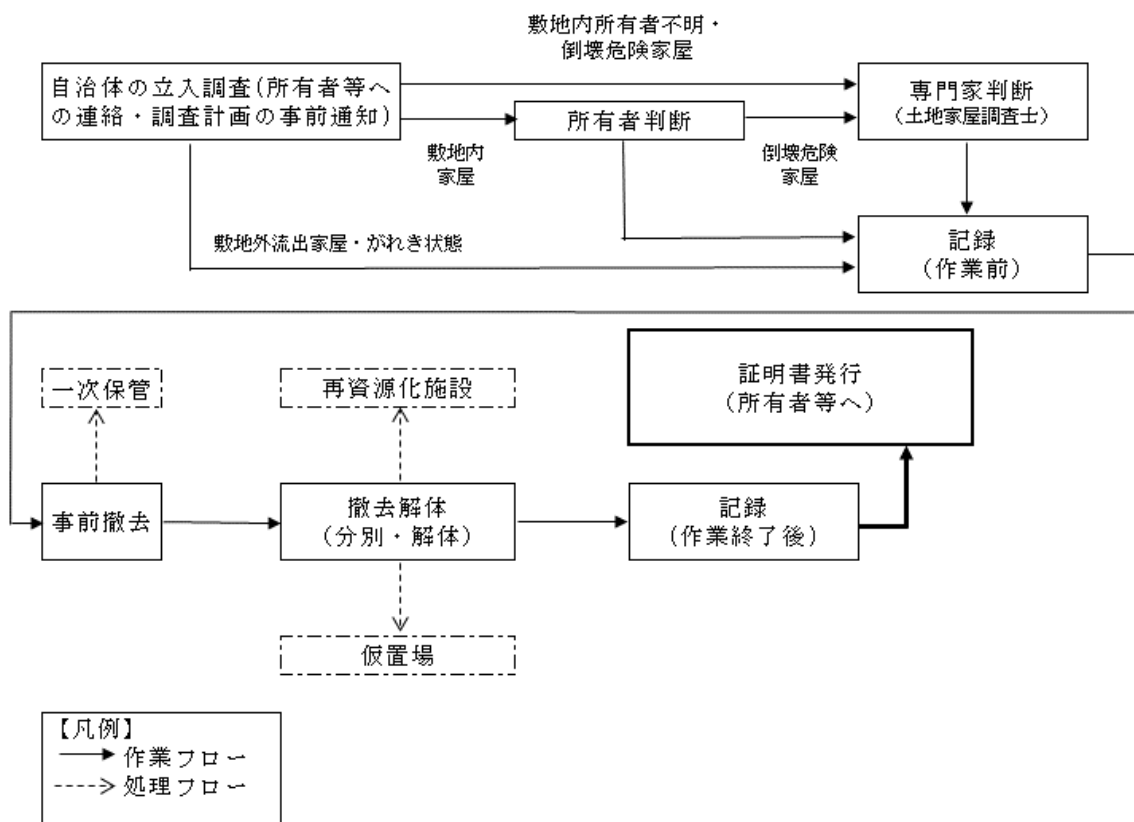 敷地内所有者不明・
倒壊危険家屋
自治体の立入調査(所有者等へ
の連絡・調査計画の事前通知)
所有者判断
専門家判断
(土地家屋調査士)
敷地内
家屋
倒壊危険
家屋
敷地外流出家屋・がれき状態
記録
(作業前)
一次保管
再資源化施設
証明書発行
(所有者等へ)
事前撤去
撤去解体
(分別・解体)
記録
(作業終了後)
仮置場
【凡例】
作業フロー
処理フロー